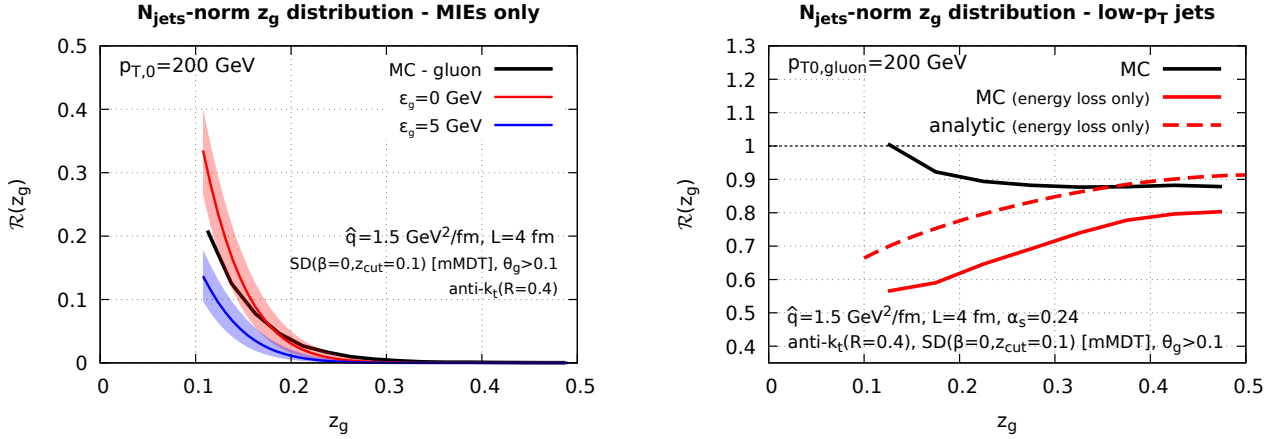 N_jets-norm z_g distribution - MIEs only
0.5
0.4
0.3
0.2
0.1
0
0
0.1
0.2
0.3
0.4
0.5
ℛ(z_g)
z_g
p_T,0=200 GeV
MC - gluon
ε_g=0 GeV
ε_g=5 GeV
q̂=1.5 GeV²/fm, L=4 fm
SD(β=0,z_cut=0.1) [mMDT], θ_g>0.1
anti-k_t(R=0.4)
N_jets-norm z_g distribution - low-p_T jets
1.3
1.2
1.1
1
0.9
0.8
0.7
0.6
0.5
0.4
0
0.1
0.2
0.3
0.4
0.5
ℛ(z_g)
z_g
p_T0,gluon=200 GeV
MC
MC (energy loss only)
analytic (energy loss only)
q̂=1.5 GeV²/fm, L=4 fm, α_s=0.24
anti-k_t(R=0.4), SD(β=0,z_cut=0.1) [mMDT], θ_g>0.1